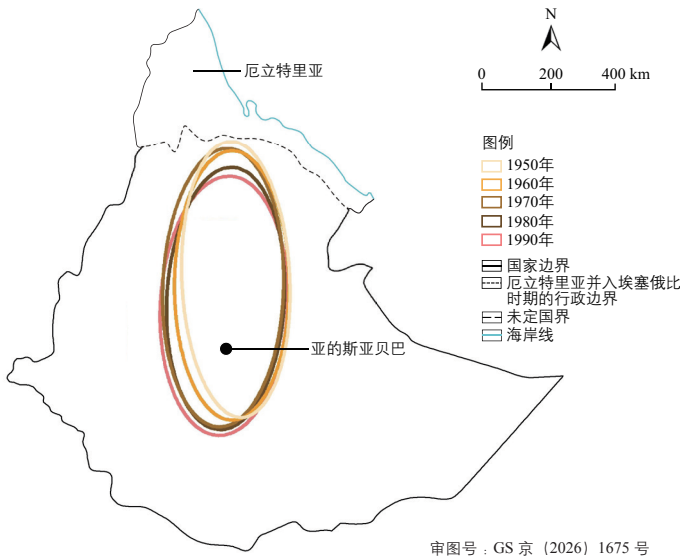 N
0 200 400 km
厄立特里亚
图例
1950年
1960年
1970年
1980年
1990年
国家边界
厄立特里亚并入埃塞俄比
时期的行政边界
未定国界
海岸线
亚的斯亚贝巴
审图号：GS 京（2026）1675 号